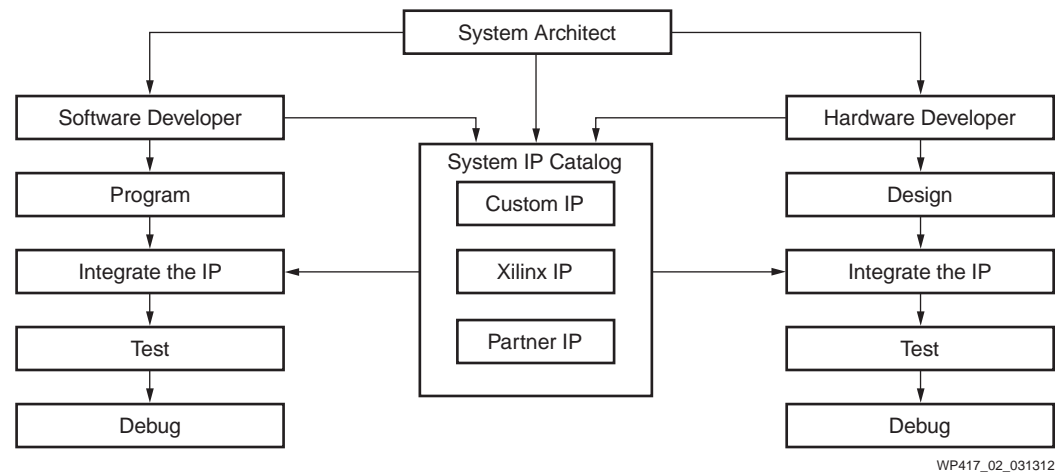 System Architect
Software Developer
Hardware Developer
System IP Catalog
Program
Custom IP
Design
Integrate the IP
Xilinx IP
Integrate the IP
Test
Partner IP
Test
Debug
Debug
WP417_02_031312